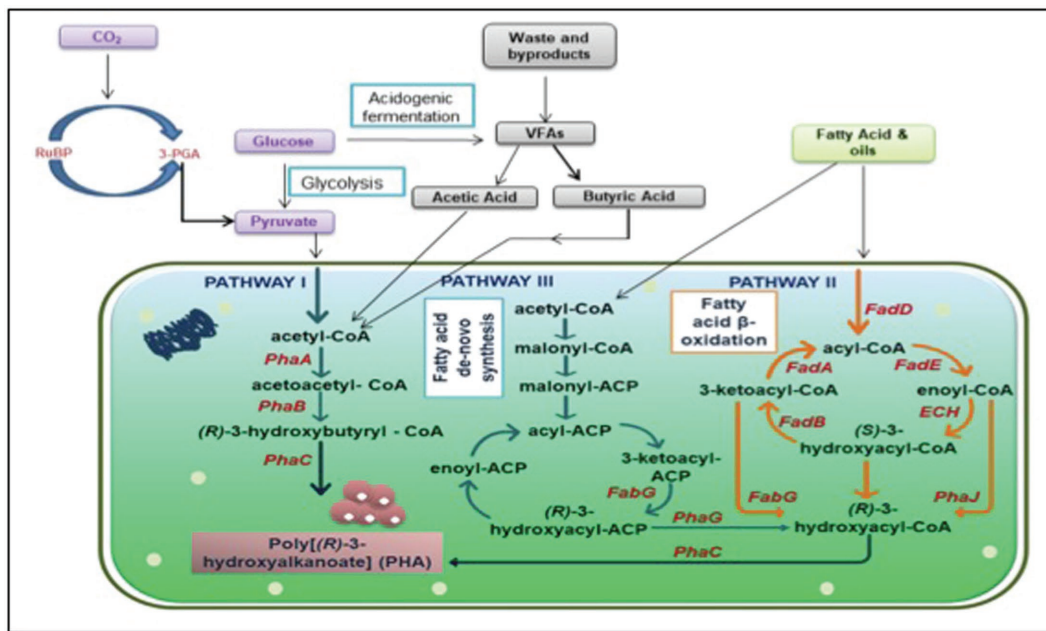 CO₂
Waste and
byproducts
Acidogenic
fermentation
RuBP
3-PGA
Glucose
VFAs
Fatty Acid &
oils
Glycolysis
Acetic Acid
Butyric Acid
Pyruvate
PATHWAY I
PATHWAY III
PATHWAY II
acetyl-CoA
PhaA
acetoacetyl- CoA
PhaB
(R)-3-hydroxybutyryl - CoA
PhaC
Poly[(R)-3-
hydroxyalkanoate] (PHA)
Fatty acid
de-novo
synthesis
acetyl-CoA
malonyl-CoA
malonyl-ACP
acyl-ACP
enoyl-ACP
3-ketoacyl-
ACP
FabG
(R)-3-
hydroxyacyl-ACP
PhaG
PhaC
Fatty
acid β-
oxidation
FadD
acyl-CoA
FadA
FadE
3-ketoacyl-CoA
enoyl-CoA
ECH
FadB
(S)-3-
hydroxyacyl-CoA
FabG
PhaJ
(R)-3-
hydroxyacyl-CoA